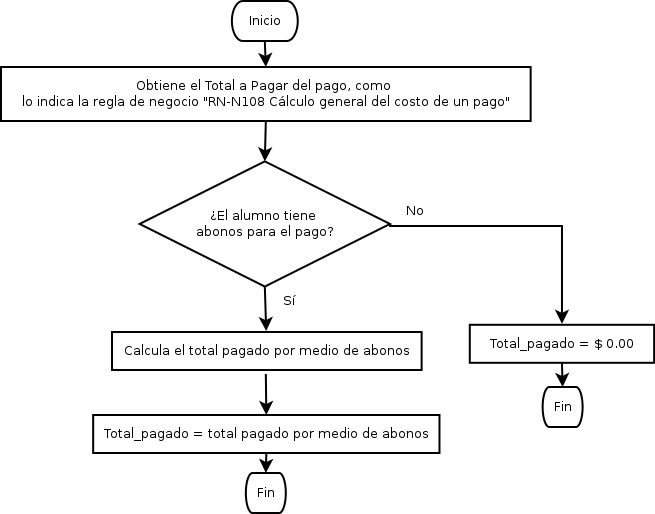 Inicio
Obtiene el Total a Pagar del pago, como
lo indica la regla de negocio "RN-N108 Cálculo general del costo de un pago"
¿El alumno tiene
abonos para el pago?
No
Sí
Calcula el total pagado por medio de abonos
Total_pagado = $ 0.00
Fin
Total_pagado = total pagado por medio de abonos
Fin